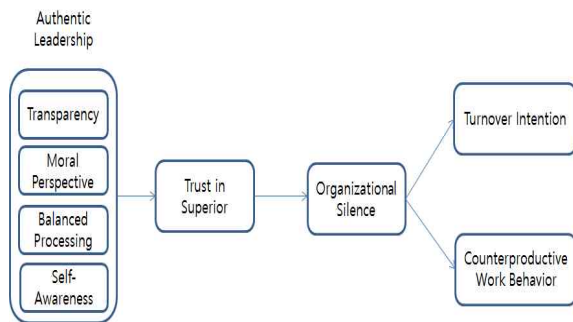 Authentic
Leadership
Transparency
Moral
Perspective
Balanced
Processing
Self-
Awareness
Trust in
Superior
Organizational
Silence
Turnover Intention
Counterproductive
Work Behavior